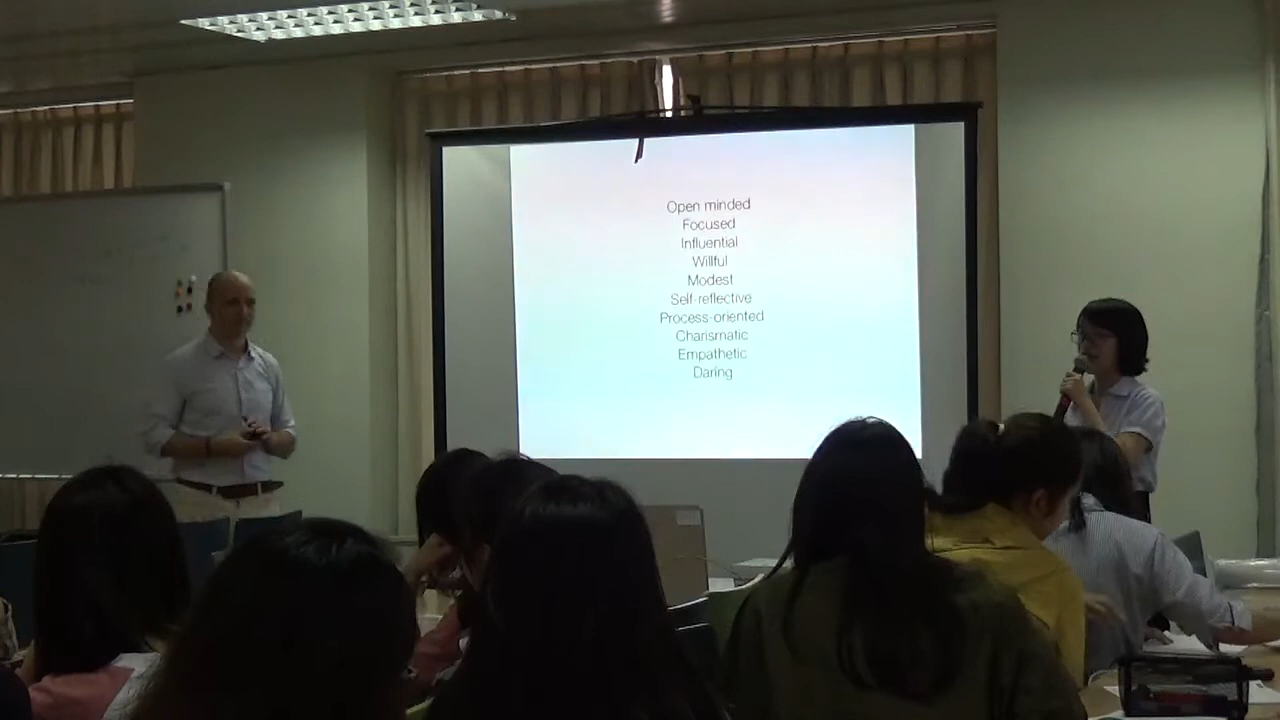 Open minded
Focused
Influential
Willful
Modest
Self-reflective
Process-oriented
Charismatic
Empathetic
Daring